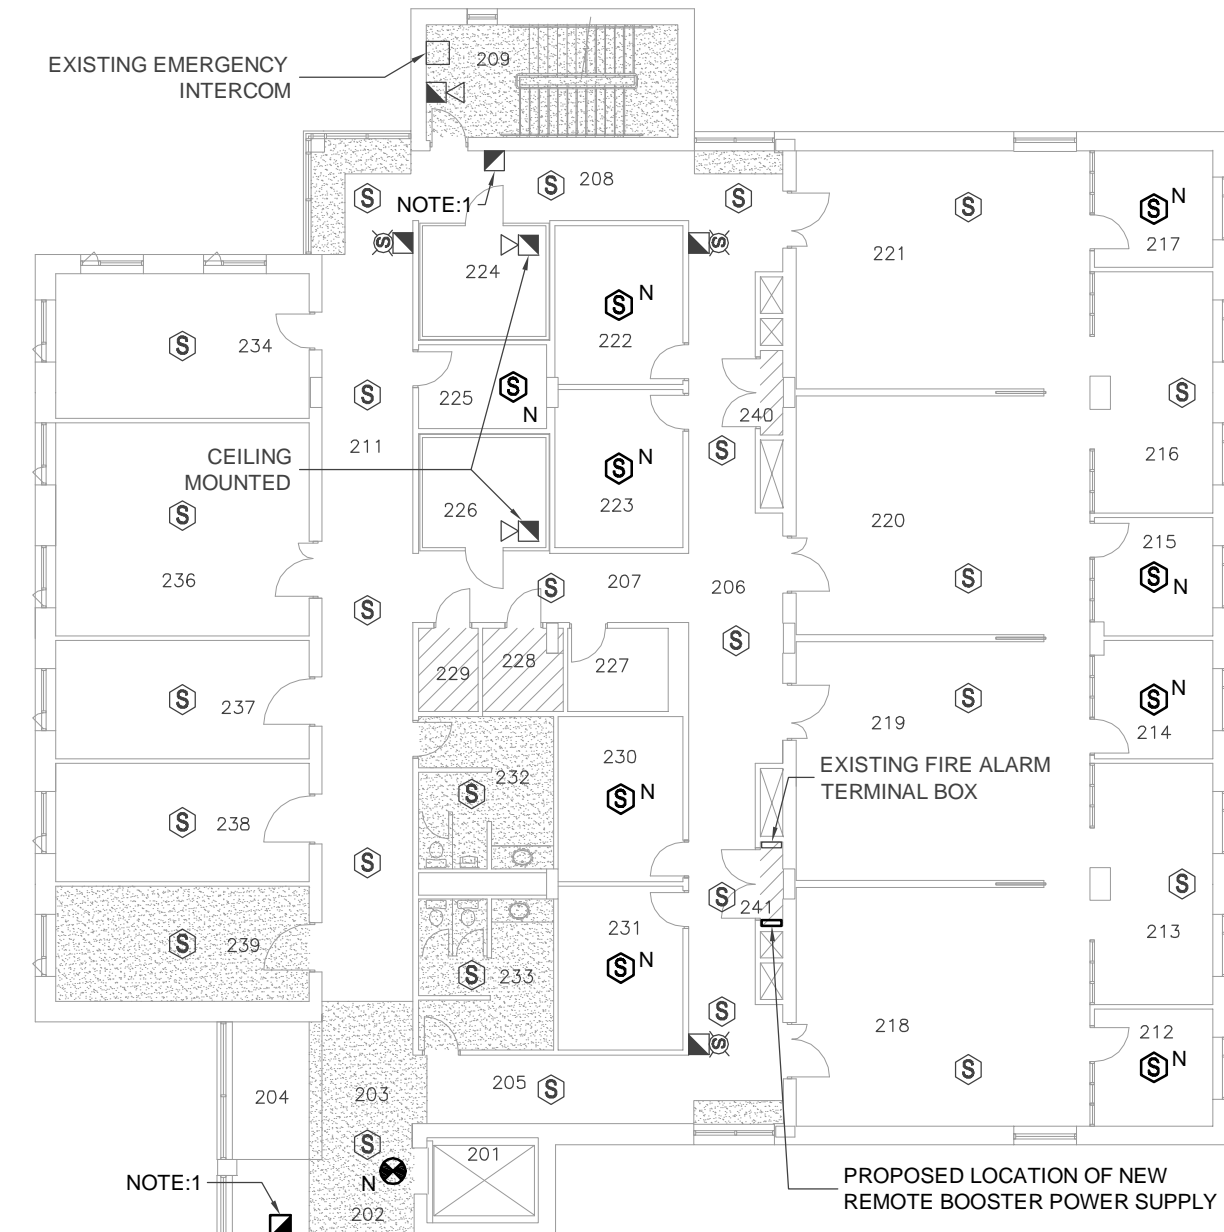 EXISTING EMERGENCY
INTERCOM
209
NOTE:1
S
208
S
S
S
S
N
217
S
S
221
224
S
N
222
S
234
S
225
S
N
240
S
216
S
211
CEILING
MOUNTED
S
N
223
S
226
220
215
S
N
S
236
S
S
207
206
S
S
229
228
227
S
237
219
S
S
N
214
230
EXISTING FIRE ALARM
TERMINAL BOX
232
S
S
N
S
238
S
S
241
S
213
231
239
S
233
S
S
N
S
218
212
S
S
N
S
205
S
204
203
S
201
N
202
NOTE:1
PROPOSED LOCATION OF NEW
REMOTE BOOSTER POWER SUPPLY